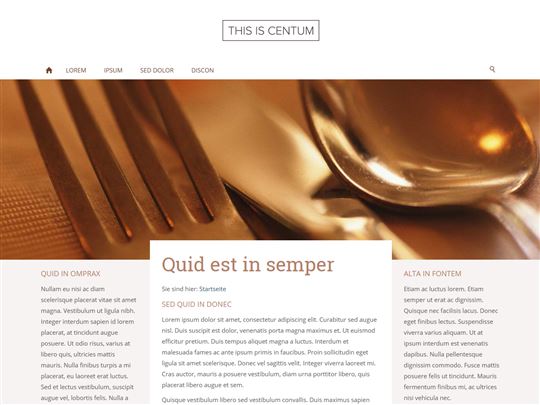 THIS IS CENTUM
LOREM IPSUM SED DOLOR DISCON
QUID IN OMPRAX
Nullam eu nisi ac diam
scelerisque placerat vitae sit amet
magna. Vestibulum ut ligula nibh.
Integer interdum sapien id lorem
rutrum, id aliquet tortor augue
posuere. Ut odio risus, varius at
libero quis, ultricies mattis
mauris. Nulla finibus turpis a mi
placerat, eu euismod erat luctus.
Sed et lectus vestibulum, suscipit
augue vel, lobortis ex. Nulla a
Quid est in semper
Sie sind hier: Startseite
SED QUID IN DONEC
Lorem ipsum dolor sit amet, consectetur adipiscing elit. Curabitur sed augue
nisl. Duis suscipit est dolor, venenatis porta magna maximus et. Ut euismod
efficitur pretium. Duis tempus aliquet magna a luctus. Interdum et
malesuada fames ac ante ipsum primis in faucibus. Proin sollicitudin eget
ligula sit amet scelerisque. Donec vel sagittis velit. Integer viverra laoreet mi.
Cras auctor, mauris a posuere vestibulum, diam urna porttitor libero, quis
placerat libero augue et sem.
Quisque vestibulum libero sed vestibulum convallis. Duis maximus sapien
ALTA IN FONTEM
Etiam ac luctus lorem. Etiam
semper ut erat ac dignissim.
Quisque nec facilisis lacus. Donec
eget finibus lectus. Suspendisse
viverra varius aliquam. Ut at
ipsum interdum est venenatis
dapibus. Nulla pellentesque
dignissim commodo. Fusce mattis
posuere felis ut tincidunt. Mauris
fermentum finibus mi, ac ultrices
nisi vehicula et.